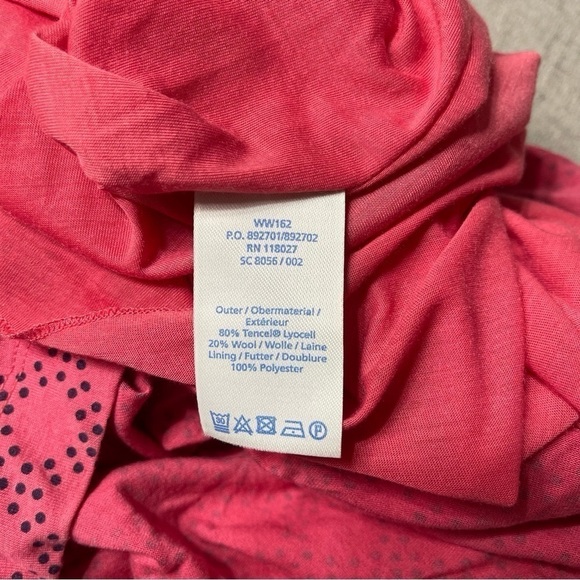 WW162
P.O. 892701/892702
RN 118027
SC 8056 / 002
Outer / Obermaterial /
Extérieur
80% Tencel® Lyocell
20% Wool / Wolle / Laine
Lining / Futter / Doublure
100% Polyester
30
P